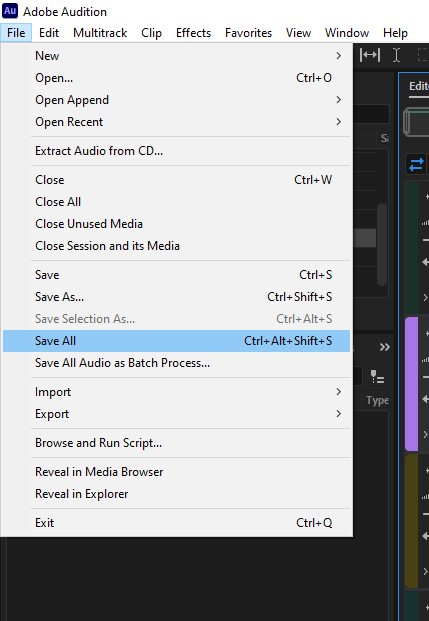 Au Adobe Audition
File Edit Multitrack Clip Effects Favorites View Window Help
New
Open... Ctrl+O
Open Append
Open Recent
Extract Audio from CD...
Close Ctrl+W
Close All
Close Unused Media
Close Session and its Media
Save Ctrl+S
Save As... Ctrl+Shift+S
Save Selection As... Ctrl+Alt+S
Save All Ctrl+Alt+Shift+S
Save All Audio as Batch Process...
Import
Export
Browse and Run Script...
Reveal in Media Browser
Reveal in Explorer
Exit Ctrl+Q
Edit
Type